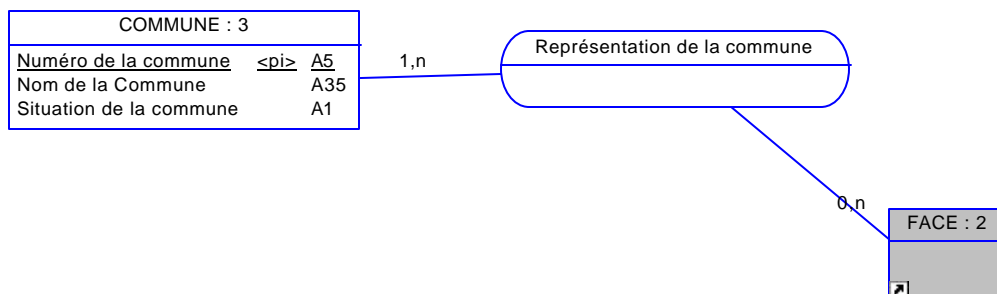 COMMUNE : 3
Numéro de la commune <pi> A5
Nom de la Commune A35
Situation de la commune A1
1,n
Représentation de la commune
0,n
FACE : 2